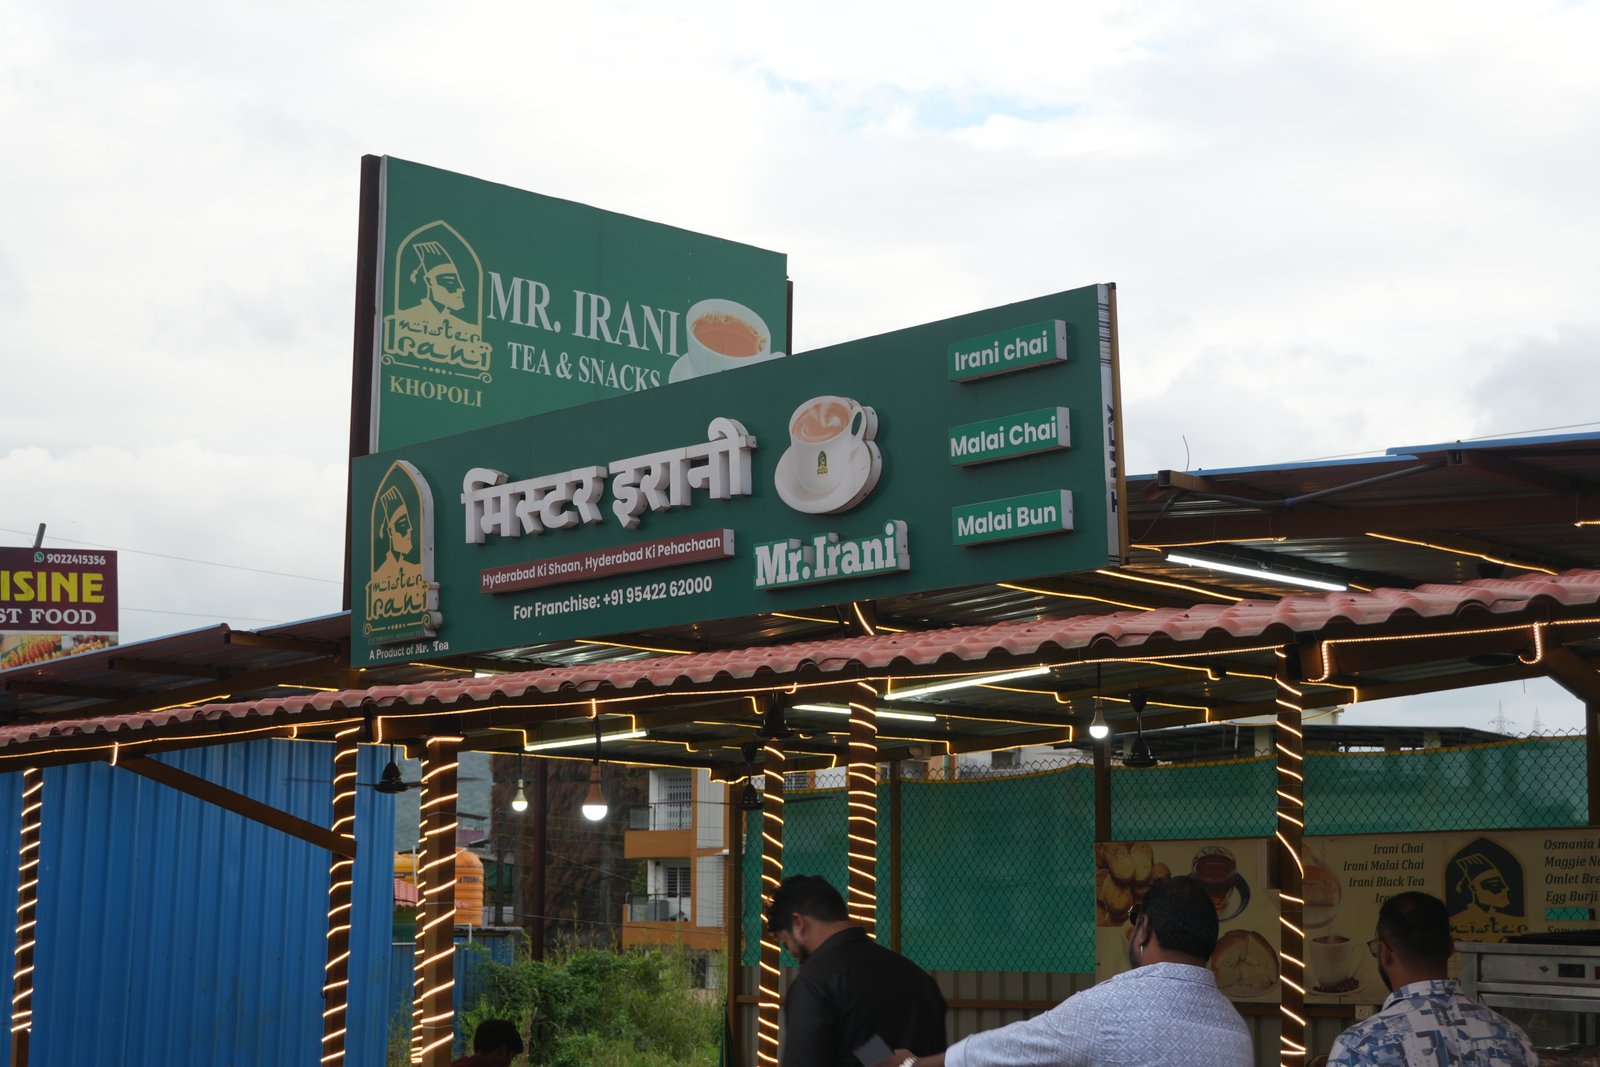 mister
Irani
KHOPOLI
MR. IRANI
TEA & SNACKS
mister
Irani
A Product of Mr. Tea
मिस्टर इरानी
Hyderabad Ki Shaan, Hyderabad Ki Pehachaan
For Franchise: +91 95422 62000
Mr. Irani
Irani chai
Malai Chai
Malai Bun
9022415356
ISINE
ST FOOD
Irani Chai
Irani Malai Chai
Irani Black Tea
mister
Osmania
Maggie
Omlet
Egg Burji